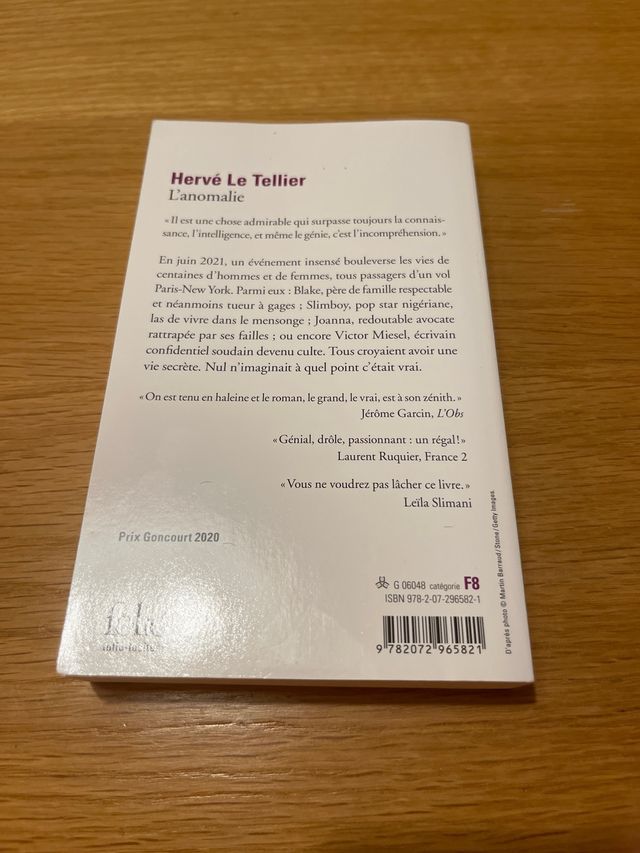 Hervé Le Tellier
L'anomalie
« Il est une chose admirable qui surpasse toujours la connais-
sance, l'intelligence, et même le génie, c'est l'incompréhension. »
En juin 2021, un événement insensé bouleverse les vies de
centaines d'hommes et de femmes, tous passagers d'un vol
Paris-New York. Parmi eux : Blake, père de famille respectable
et néanmoins tueur à gages ; Slimboy, pop star nigériane,
las de vivre dans le mensonge ; Joanna, redoutable avocate
rattrapée par ses failles ; ou encore Victor Miesel, écrivain
confidentiel soudain devenu culte. Tous croyaient avoir une
vie secrète. Nul n'imaginait à quel point c'était vrai.
« On est tenu en haleine et le roman, le grand, le vrai, est à son zénith. »
Jérôme Garcin, L'Obs
« Génial, drôle, passionnant : un régal ! »
Laurent Ruquier, France 2
« Vous ne voudrez pas lâcher ce livre. »
Leïla Slimani
Prix Goncourt 2020
G 06048 catégorie F8
ISBN 978-2-07-296582-1
9 782072 965821
folio
D'après photo © Martin Barraud / Stone / Getty Images.